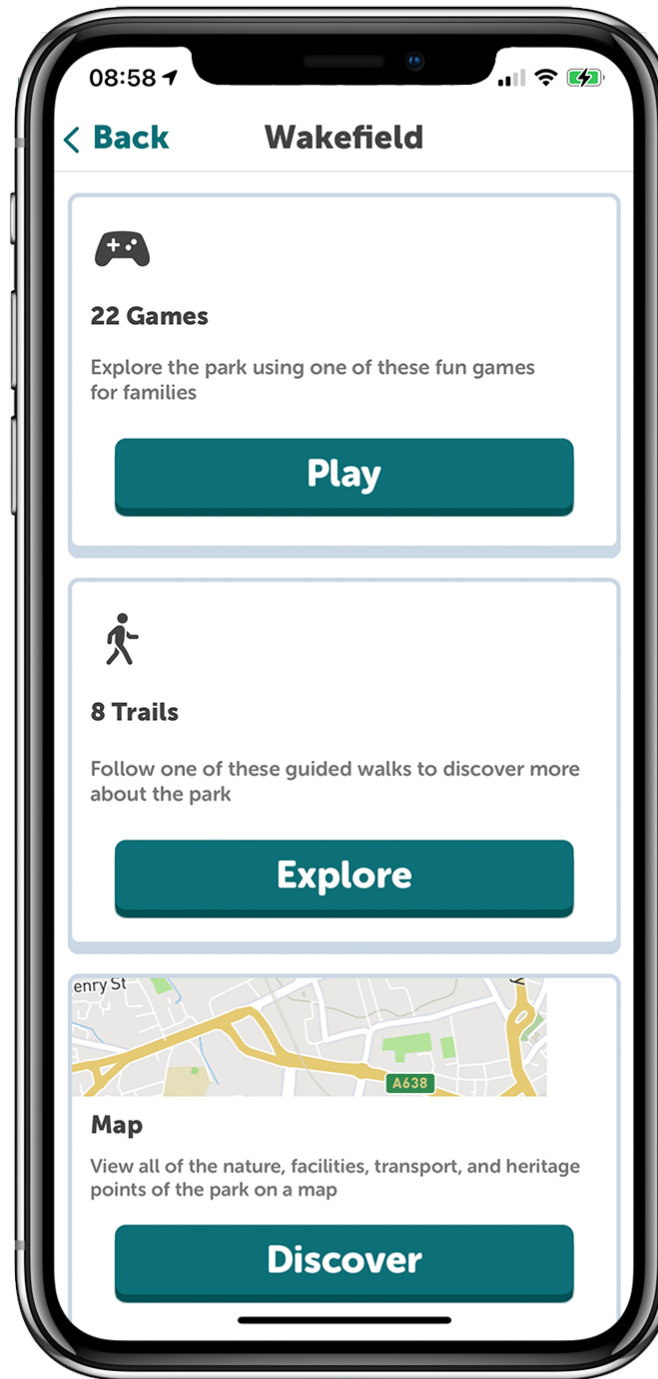 08:58
Back
Wakefield
22 Games
Explore the park using one of these fun games
for families
Play
8 Trails
Follow one of these guided walks to discover more
about the park
Explore
enry St
y
A638
Map
View all of the nature, facilities, transport, and heritage
points of the park on a map
Discover